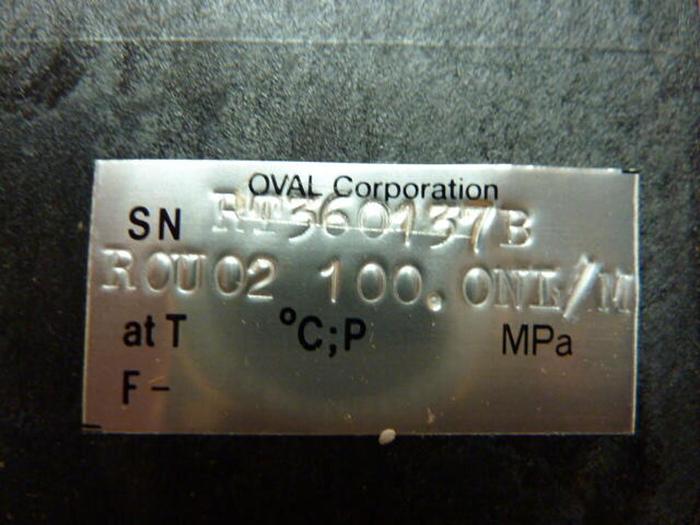 OVAL Corporation
SN RT360137B
ROU02 100.0NL/M
at T °C;P MPa
F-